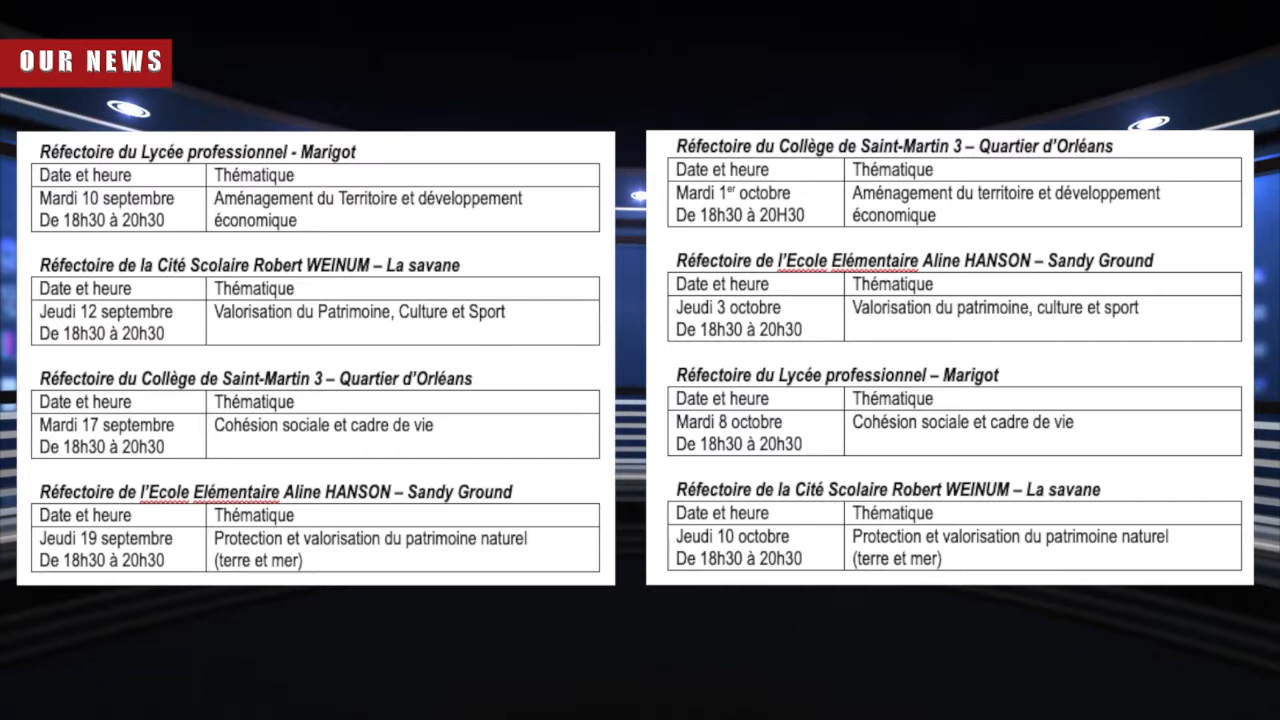 OUR NEWS
Réfectoire du Lycée professionnel - Marigot
Date et heure Thématique
Mardi 10 septembre Aménagement du Territoire et développement
De 18h30 à 20h30 économique
Réfectoire de la Cité Scolaire Robert WEINUM – La savane
Date et heure Thématique
Jeudi 12 septembre Valorisation du Patrimoine, Culture et Sport
De 18h30 à 20h30
Réfectoire du Collège de Saint-Martin 3 – Quartier d’Orléans
Date et heure Thématique
Mardi 17 septembre Cohésion sociale et cadre de vie
De 18h30 à 20h30
Réfectoire de l’Ecole Elémentaire Aline HANSON – Sandy Ground
Date et heure Thématique
Jeudi 19 septembre Protection et valorisation du patrimoine naturel
De 18h30 à 20h30 (terre et mer)
Réfectoire du Collège de Saint-Martin 3 – Quartier d’Orléans
Date et heure Thématique
Mardi 1er octobre Aménagement du territoire et développement
De 18h30 à 20H30 économique
Réfectoire de l’Ecole Elémentaire Aline HANSON – Sandy Ground
Date et heure Thématique
Jeudi 3 octobre Valorisation du patrimoine, culture et sport
De 18h30 à 20h30
Réfectoire du Lycée professionnel – Marigot
Date et heure Thématique
Mardi 8 octobre Cohésion sociale et cadre de vie
De 18h30 à 20h30
Réfectoire de la Cité Scolaire Robert WEINUM – La savane
Date et heure Thématique
Jeudi 10 octobre Protection et valorisation du patrimoine naturel
De 18h30 à 20h30 (terre et mer)